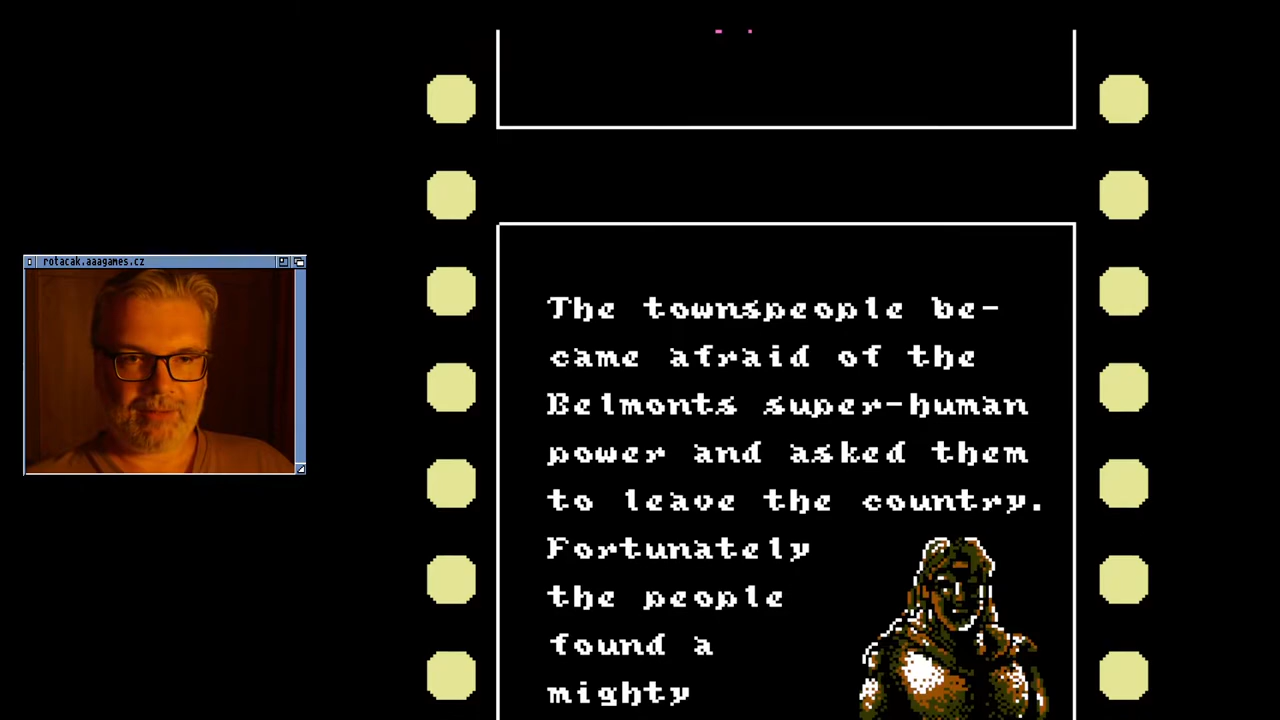 rotacak.aaagames.cz
The townspeople be-
came afraid of the
Belmonts super-human
power and asked them
to leave the country.
Fortunately
the people
found a
mighty